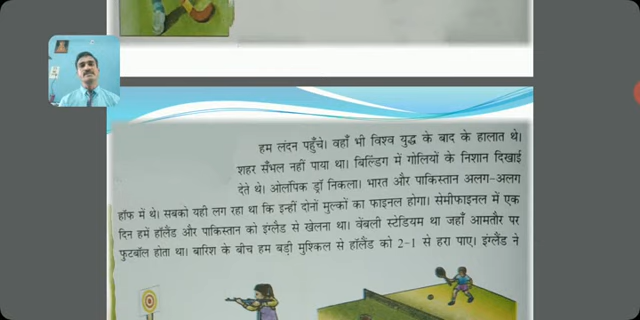 हम लंदन पहुँचे। वहाँ भी विश्व युद्ध के बाद के हालात थे।
शहर सँभल नहीं पाया था। बिल्डिंग में गोलियों के निशान दिखाई
देते थे। ओलंपिक ड्रॉ निकला। भारत और पाकिस्तान अलग-अलग
हॉफ में थे। सबको यही लग रहा था कि इन्हीं दोनों मुल्कों का फाइनल होगा। सेमीफाइनल में एक
दिन हमें हॉलैंड और पाकिस्तान को इंग्लैंड से खेलना था। वेंबली स्टेडियम था जहाँ आमतौर पर
फुटबॉल होता था। बारिश के बीच हम बड़ी मुश्किल से हॉलैंड को 2-1 से हरा पाए। इंग्लैंड ने